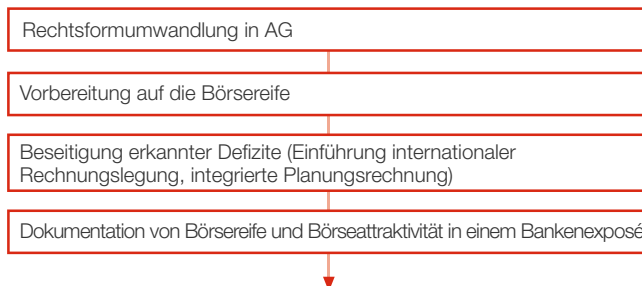 Rechtsformumwandlung in AG
Vorbereitung auf die Börsereife
Beseitigung erkannter Defizite (Einführung internationaler
Rechnungslegung, integrierte Planungsrechnung)
Dokumentation von Börsereife und Börseattraktivität in einem Bankenexposé